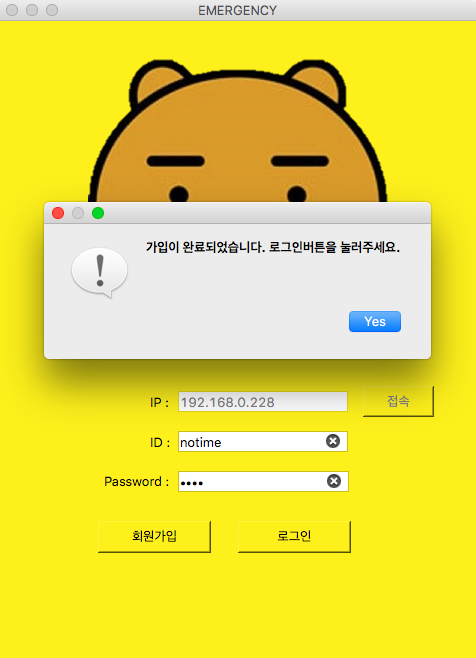 EMERGENCY
가입이 완료되었습니다. 로그인버튼을 눌러주세요.
Yes
IP : 192.168.0.228 접속
ID : notime
Password : ••••
회원가입 로그인